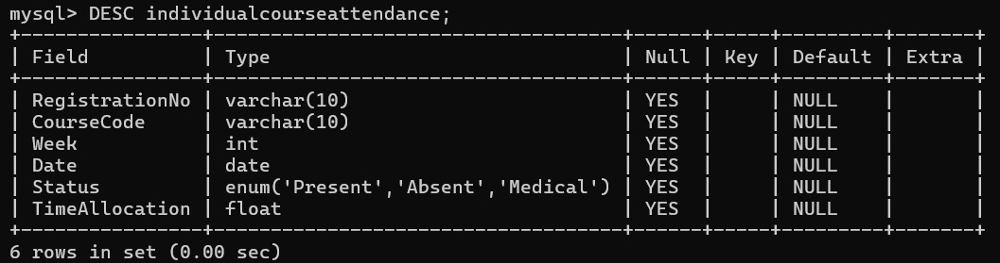 mysql> DESC individualcourseattendance;
+----------------+-----------------------------------+------+-----+---------+-------+
| Field          | Type                              | Null | Key | Default | Extra |
+----------------+-----------------------------------+------+-----+---------+-------+
| RegistrationNo | varchar(10)                       | YES  |     | NULL    |       |
| CourseCode     | varchar(10)                       | YES  |     | NULL    |       |
| Week           | int                               | YES  |     | NULL    |       |
| Date           | date                              | YES  |     | NULL    |       |
| Status         | enum('Present','Absent','Medical') | YES  |     | NULL    |       |
| TimeAllocation | float                             | YES  |     | NULL    |       |
+----------------+-----------------------------------+------+-----+---------+-------+
6 rows in set (0.00 sec)